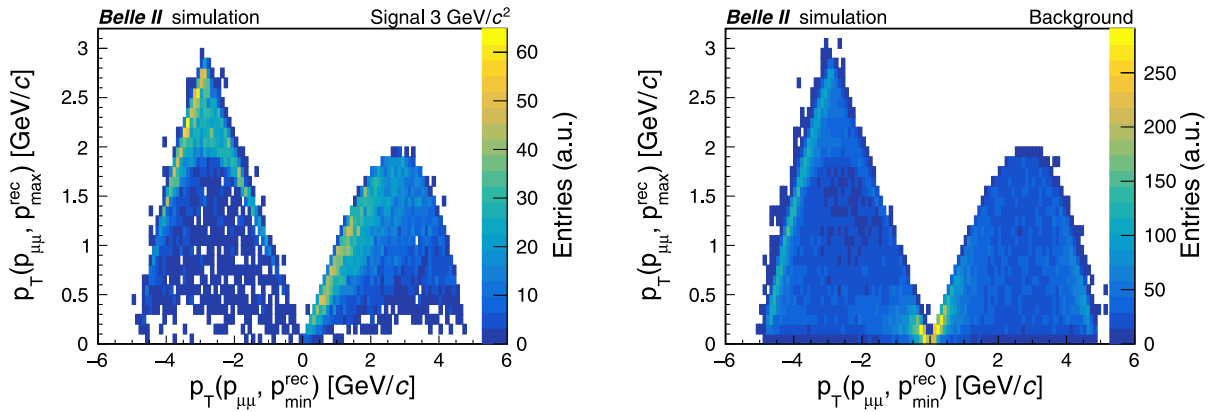 Belle II simulation Signal 3 GeV/c²
p_T(p_μμ, p_max^rec) [GeV/c]
3
2.5
2
1.5
1
0.5
0
−6 −4 −2 0 2 4 6
p_T(p_μμ, p_min^rec) [GeV/c]
60
50
40
30
20
10
0
Entries (a.u.)
Belle II simulation Background
p_T(p_μμ, p_max^rec) [GeV/c]
3
2.5
2
1.5
1
0.5
0
−6 −4 −2 0 2 4 6
p_T(p_μμ, p_min^rec) [GeV/c]
250
200
150
100
50
0
Entries (a.u.)